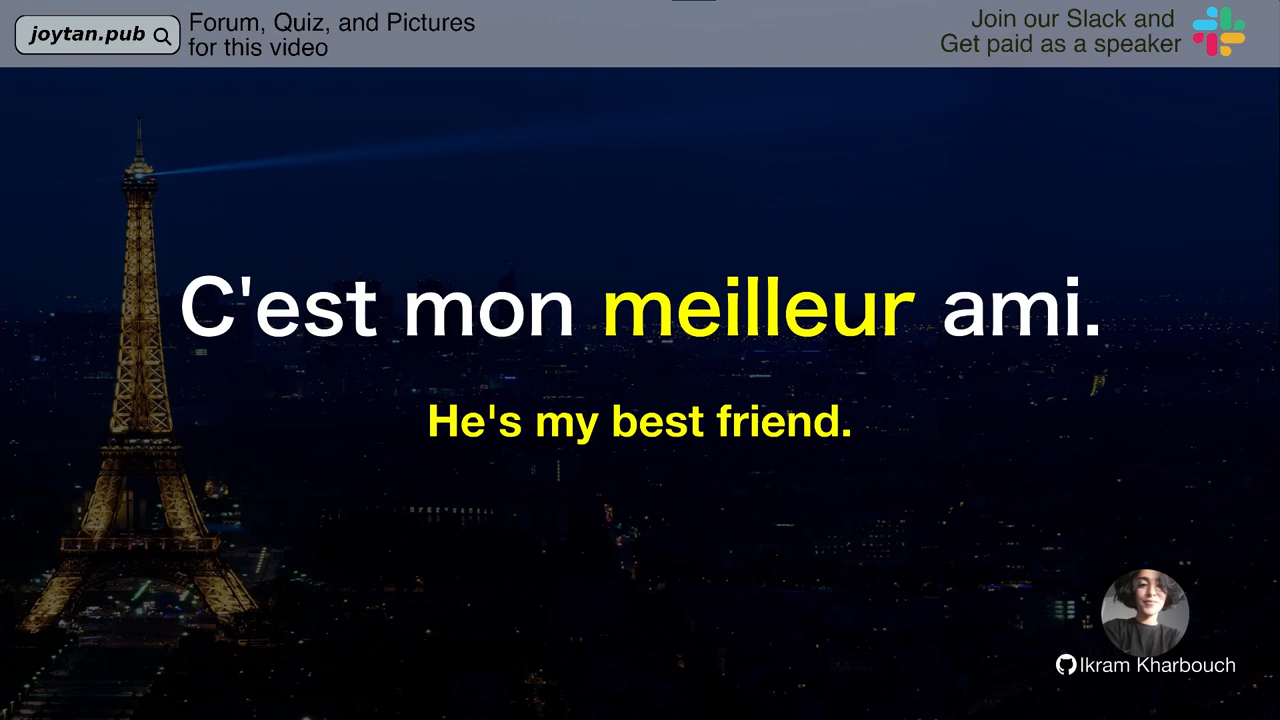 joytan.pub
Forum, Quiz, and Pictures
for this video
Join our Slack and
Get paid as a speaker
C'est mon meilleur ami.
He's my best friend.
Ikram Kharbouch